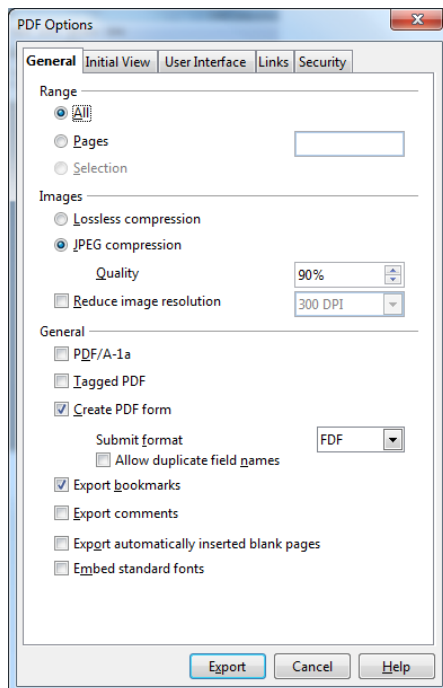 PDF Options
General Initial View User Interface Links Security
Range
All
Pages
Selection
Images
Lossless compression
JPEG compression
Quality 90%
Reduce image resolution 300 DPI
General
PDF/A-1a
Tagged PDF
Create PDF form
Submit format FDF
Allow duplicate field names
Export bookmarks
Export comments
Export automatically inserted blank pages
Embed standard fonts
Export Cancel Help